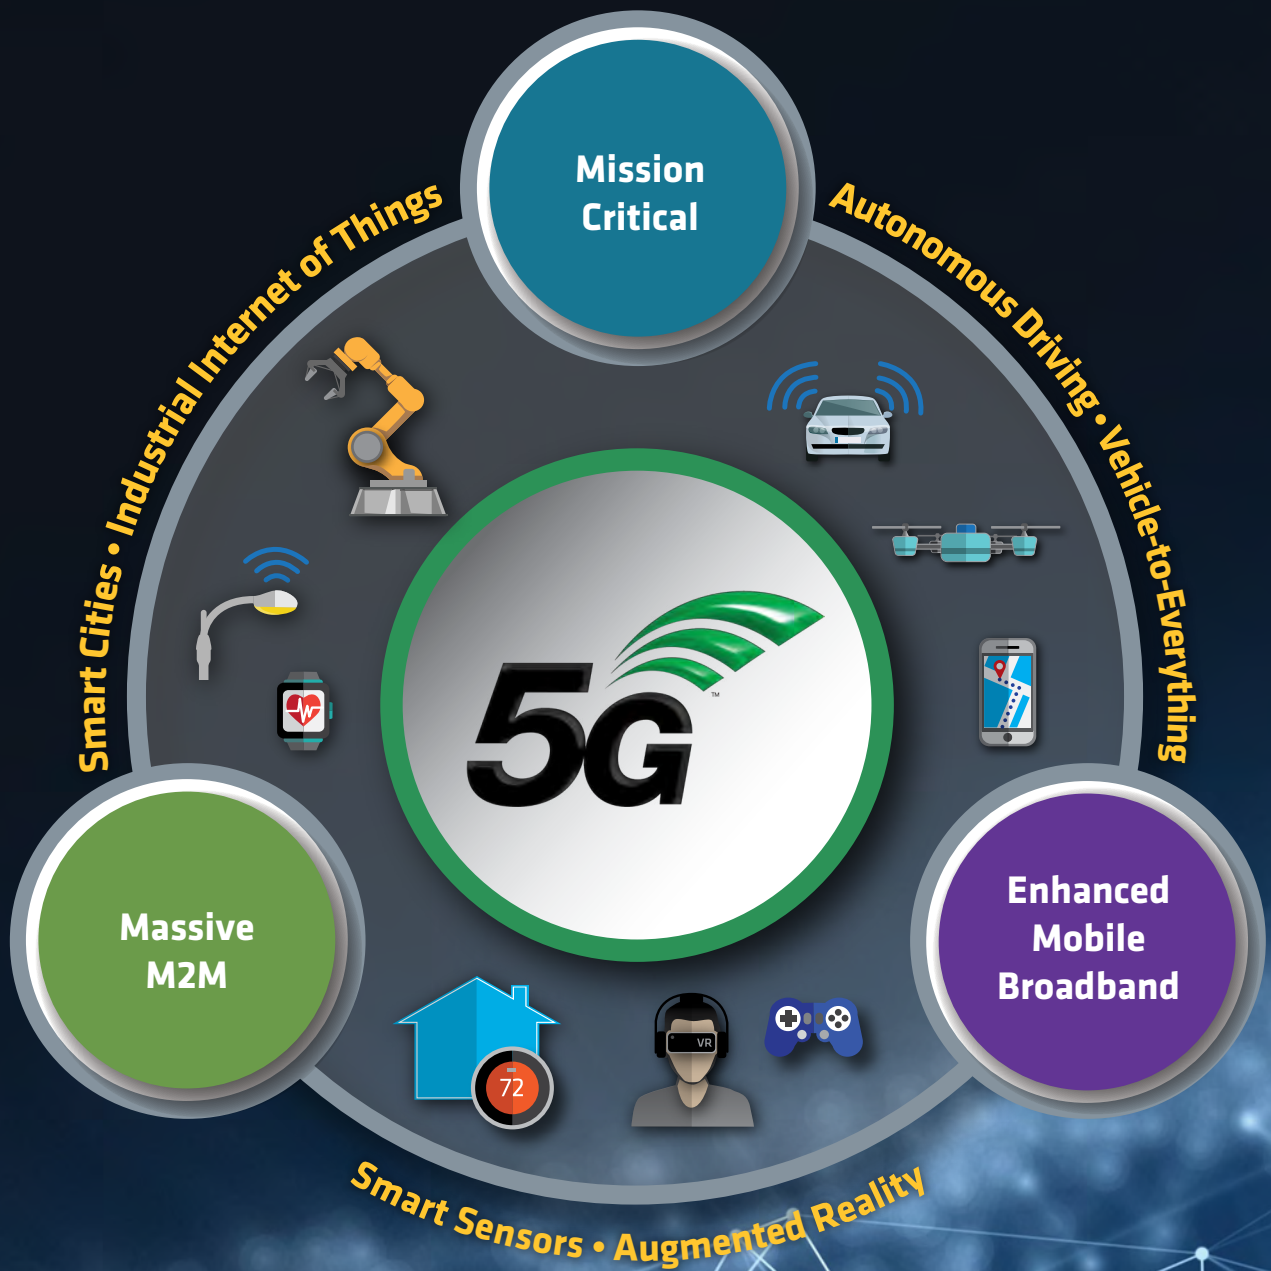 Mission
Critical
Smart Cities • Industrial Internet of Things
Autonomous Driving • Vehicle-to-Everything
5G
™
Massive
M2M
Enhanced
Mobile
Broadband
72
VR
Smart Sensors • Augmented Reality